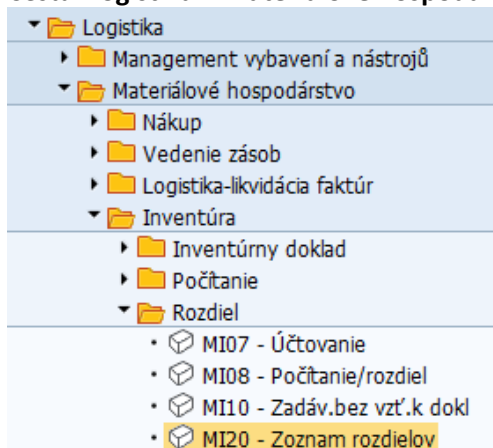 Logistika
Management vybavení a nástrojů
Materiálové hospodárstvo
Nákup
Vedenie zásob
Logistika-likvidácia faktúr
Inventúra
Inventúrny doklad
Počítanie
Rozdiel
MI07 - Účtovanie
MI08 - Počítanie/rozdiel
MI10 - Zadáv.bez vzť.k dokl
MI20 - Zoznam rozdielov